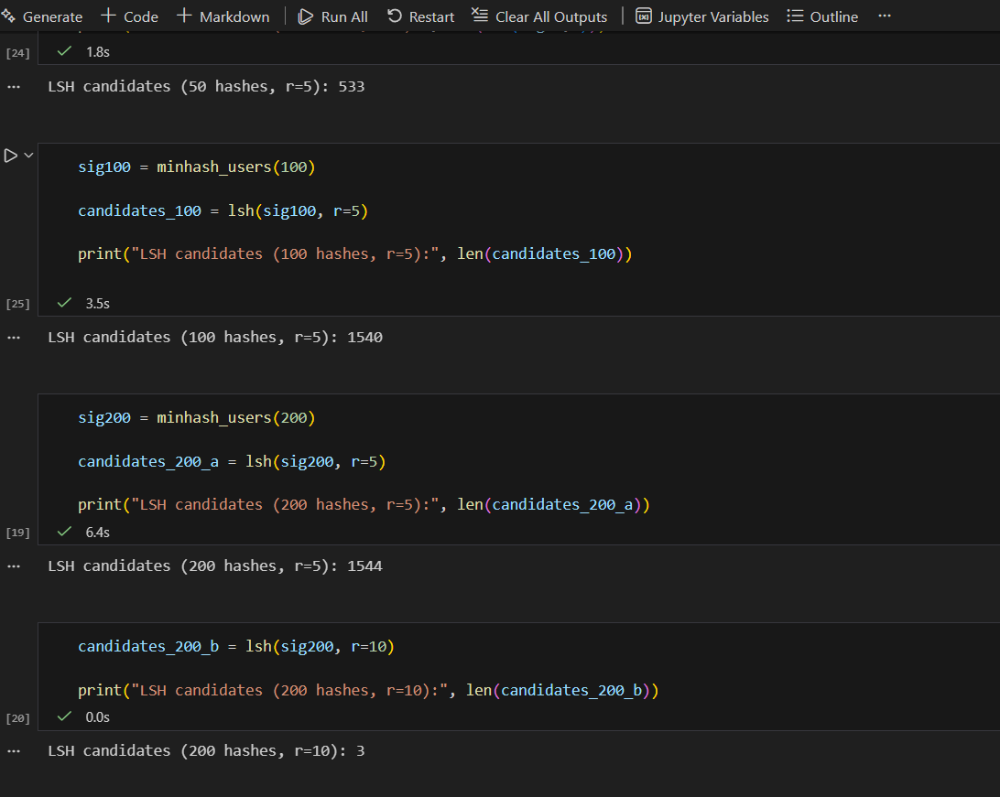 Generate + Code + Markdown Run All Restart Clear All Outputs Jupyter Variables Outline ...
[24] 1.8s
... LSH candidates (50 hashes, r=5): 533
sig100 = minhash_users(100)
candidates_100 = lsh(sig100, r=5)
print("LSH candidates (100 hashes, r=5):", len(candidates_100))
[25] 3.5s
... LSH candidates (100 hashes, r=5): 1540
sig200 = minhash_users(200)
candidates_200_a = lsh(sig200, r=5)
print("LSH candidates (200 hashes, r=5):", len(candidates_200_a))
[19] 6.4s
... LSH candidates (200 hashes, r=5): 1544
candidates_200_b = lsh(sig200, r=10)
print("LSH candidates (200 hashes, r=10):", len(candidates_200_b))
[20] 0.0s
... LSH candidates (200 hashes, r=10): 3